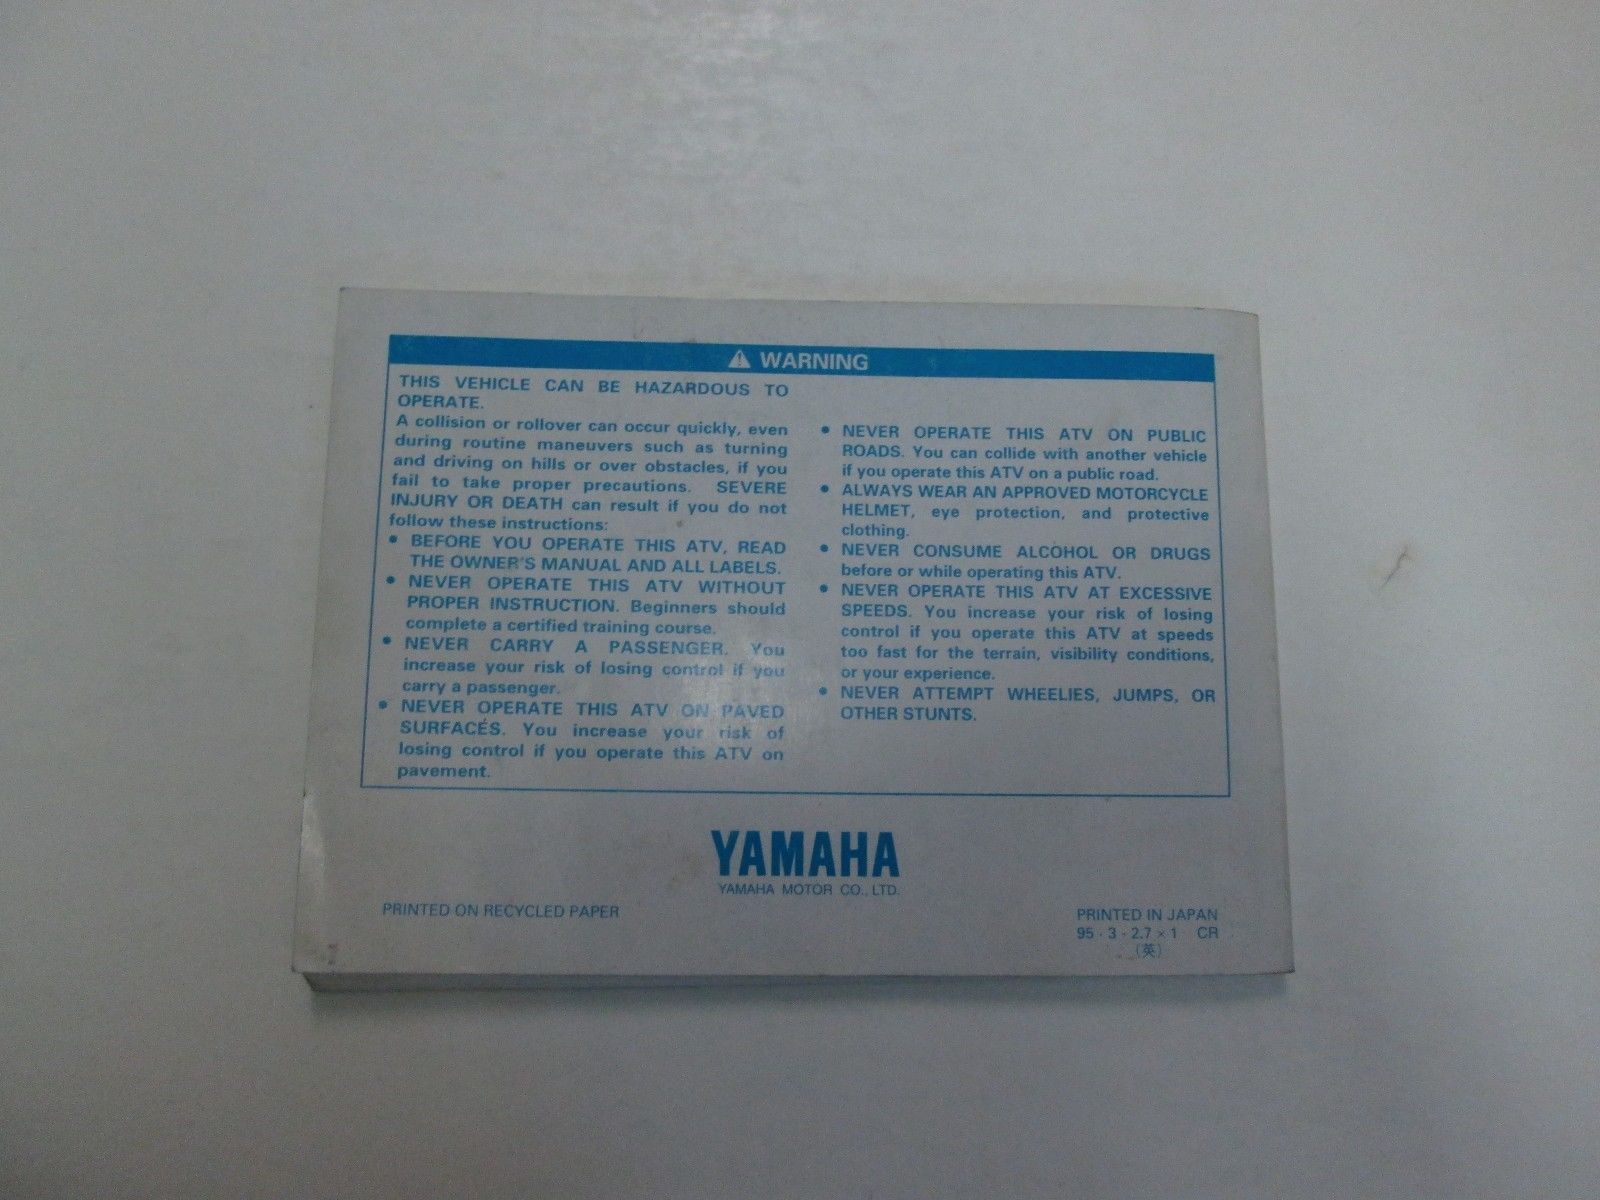 ⚠ WARNING
THIS VEHICLE CAN BE HAZARDOUS TO
OPERATE.
A collision or rollover can occur quickly, even
during routine maneuvers such as turning
and driving on hills or over obstacles, if you
fail to take proper precautions. SEVERE
INJURY OR DEATH can result if you do not
follow these instructions:
• BEFORE YOU OPERATE THIS ATV, READ
THE OWNER'S MANUAL AND ALL LABELS.
• NEVER OPERATE THIS ATV WITHOUT
PROPER INSTRUCTION. Beginners should
complete a certified training course.
• NEVER CARRY A PASSENGER. You
increase your risk of losing control if you
carry a passenger.
• NEVER OPERATE THIS ATV ON PAVED
SURFACES. You increase your risk of
losing control if you operate this ATV on
pavement.
• NEVER OPERATE THIS ATV ON PUBLIC
ROADS. You can collide with another vehicle
if you operate this ATV on a public road.
• ALWAYS WEAR AN APPROVED MOTORCYCLE
HELMET, eye protection, and protective
clothing.
• NEVER CONSUME ALCOHOL OR DRUGS
before or while operating this ATV.
• NEVER OPERATE THIS ATV AT EXCESSIVE
SPEEDS. You increase your risk of losing
control if you operate this ATV at speeds
too fast for the terrain, visibility conditions,
or your experience.
• NEVER ATTEMPT WHEELIES, JUMPS, OR
OTHER STUNTS.
YAMAHA
YAMAHA MOTOR CO., LTD.
PRINTED ON RECYCLED PAPER
PRINTED IN JAPAN
95 · 3 - 2.7 × 1 CR
(英)